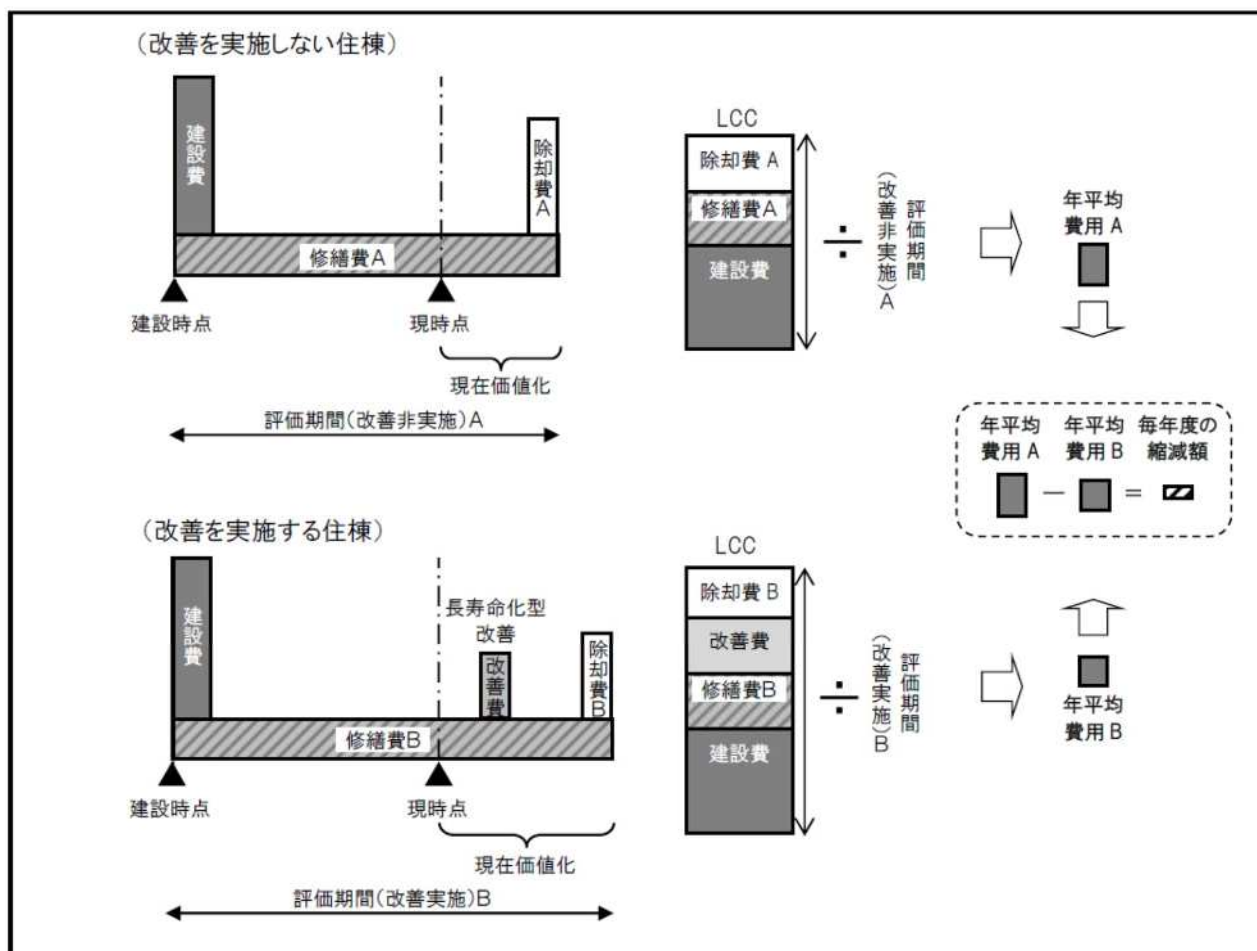 （改善を実施しない住棟）
建設費
除却費A
修繕費A
建設時点
現時点
現在価値化
評価期間（改善非実施）A
LCC
除却費 A
修繕費A
建設費
÷
評価期間
（改善非実施）A
年平均
費用 A
年平均
費用 A
年平均
費用 B
毎年度の
縮減額
－
＝
（改善を実施する住棟）
建設費
長寿命化型
改善
改善費
除却費B
修繕費B
建設時点
現時点
現在価値化
評価期間（改善実施）B
LCC
除却費 B
改善費
修繕費B
建設費
÷
評価期間
（改善実施）B
年平均
費用 B